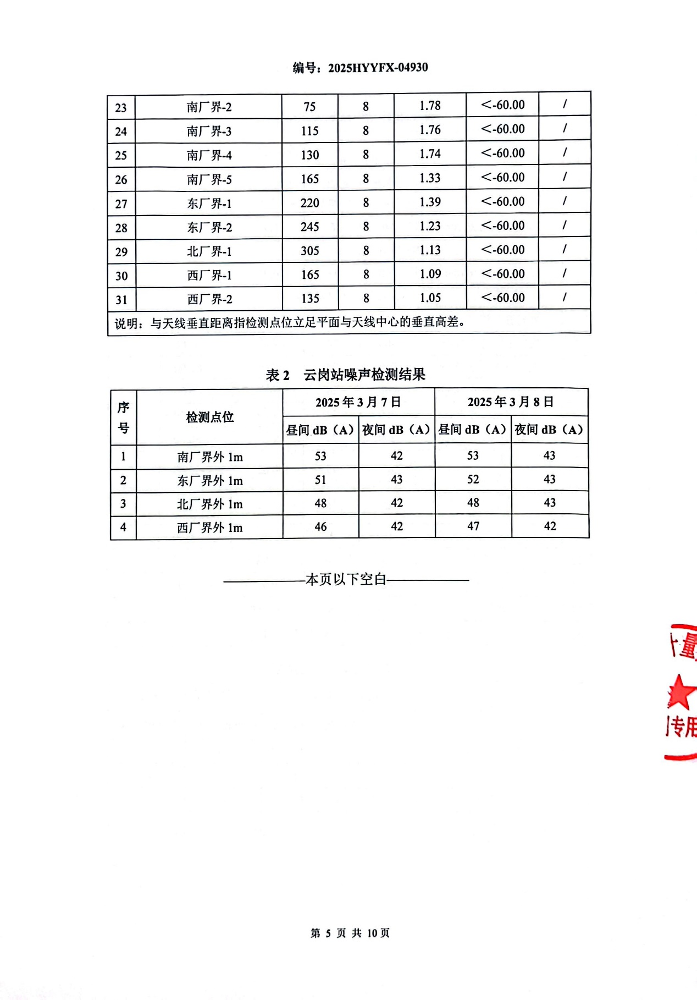 编号：2025HYYFX-04930
23 南厂界-2 75 8 1.78 ＜-60.00 /
24 南厂界-3 115 8 1.76 ＜-60.00 /
25 南厂界-4 130 8 1.74 ＜-60.00 /
26 南厂界-5 165 8 1.33 ＜-60.00 /
27 东厂界-1 220 8 1.39 ＜-60.00 /
28 东厂界-2 245 8 1.23 ＜-60.00 /
29 北厂界-1 305 8 1.13 ＜-60.00 /
30 西厂界-1 165 8 1.09 ＜-60.00 /
31 西厂界-2 135 8 1.05 ＜-60.00 /
说明：与天线垂直距离指检测点位立足平面与天线中心的垂直高差。
表 2 云岗站噪声检测结果
序号 检测点位 2025 年 3 月 7 日 2025 年 3 月 8 日
昼间 dB（A） 夜间 dB（A） 昼间 dB（A） 夜间 dB（A）
1 南厂界外 1m 53 42 53 43
2 东厂界外 1m 51 43 52 43
3 北厂界外 1m 48 42 48 43
4 西厂界外 1m 46 42 47 42
本页以下空白
量
专用
第 5 页 共 10 页